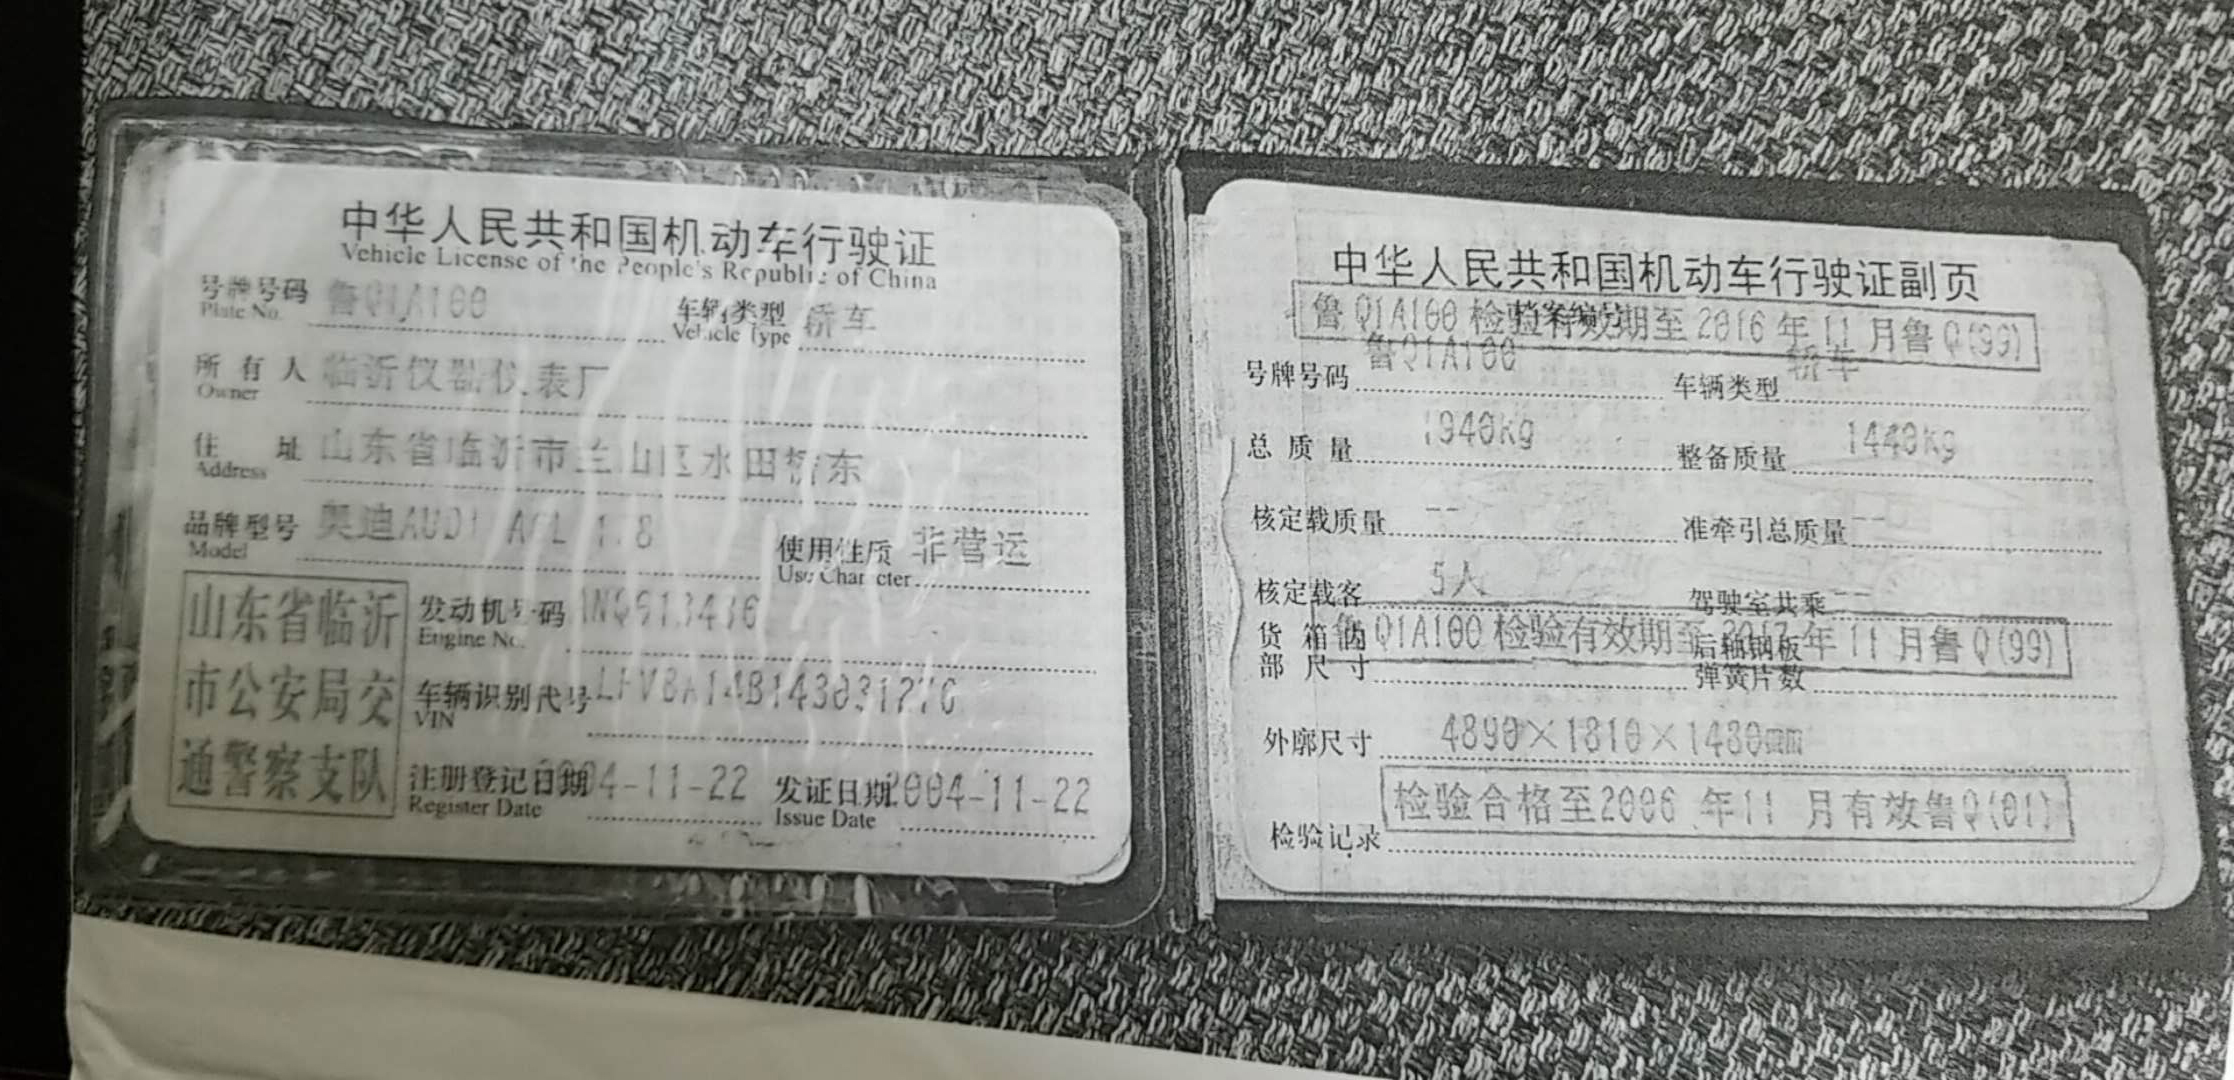 中华人民共和国机动车行驶证
Vehicle License of the People's Republic of China
号牌号码 鲁Q1A100 车辆类型 轿车
Plate No. Vehicle Type
所有人 临沂仪器仪表厂
Owner
住址 山东省临沂市兰山区水田桥东
Address
品牌型号 奥迪AUDI 1.8 使用性质 非营运
Model Use Character
山东省临沂
市公安局交
通警察支队
发动机号码
Engine No.
车辆识别代号
VIN
注册登记日期 2004-11-22 发证日期 2004-11-22
Register Date Issue Date
中华人民共和国机动车行驶证副页
档案编号
鲁Q1A100 检验有效期至2016年11月鲁Q(99)
号牌号码 鲁Q1A100 车辆类型 轿车
总质量 1940kg 整备质量 1440kg
核定载质量 -- 准牵引总质量 --
核定载客 5人 驾驶室共乘 --
鲁Q1A100 检验有效期至2017年11月鲁Q(99)
货箱内部尺寸 后轴钢板弹簧片数
外廓尺寸 4890×1810×1480mm
检验合格至2006年11月有效鲁Q(01)
检验记录